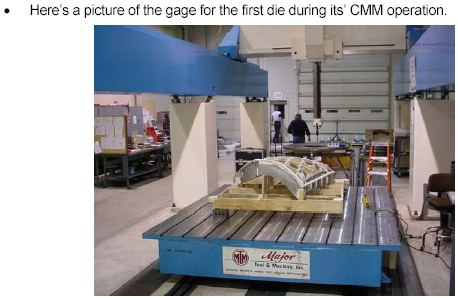 • Here's a picture of the gage for the first die during its' CMM operation.
MTM
Major
Tool & Machine, Inc.